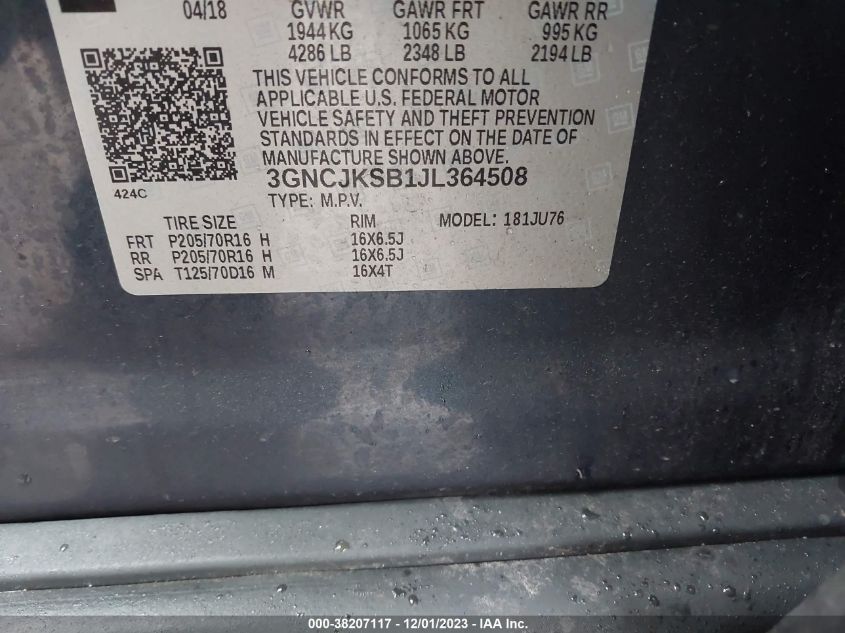 04/18 GVWR GAWR FRT GAWR RR
1944 KG 1065 KG 995 KG
4286 LB 2348 LB 2194 LB
THIS VEHICLE CONFORMS TO ALL
APPLICABLE U.S. FEDERAL MOTOR
VEHICLE SAFETY AND THEFT PREVENTION
STANDARDS IN EFFECT ON THE DATE OF
MANUFACTURE SHOWN ABOVE.
424C
3GNCJKSB1JL364508
TYPE: M.P.V.
TIRE SIZE RIM MODEL: 181JU76
FRT P205/70R16 H 16X6.5J
RR P205/70R16 H 16X6.5J
SPA T125/70D16 M 16X4T
000-38207117 - 12/01/2023 - IAA Inc.